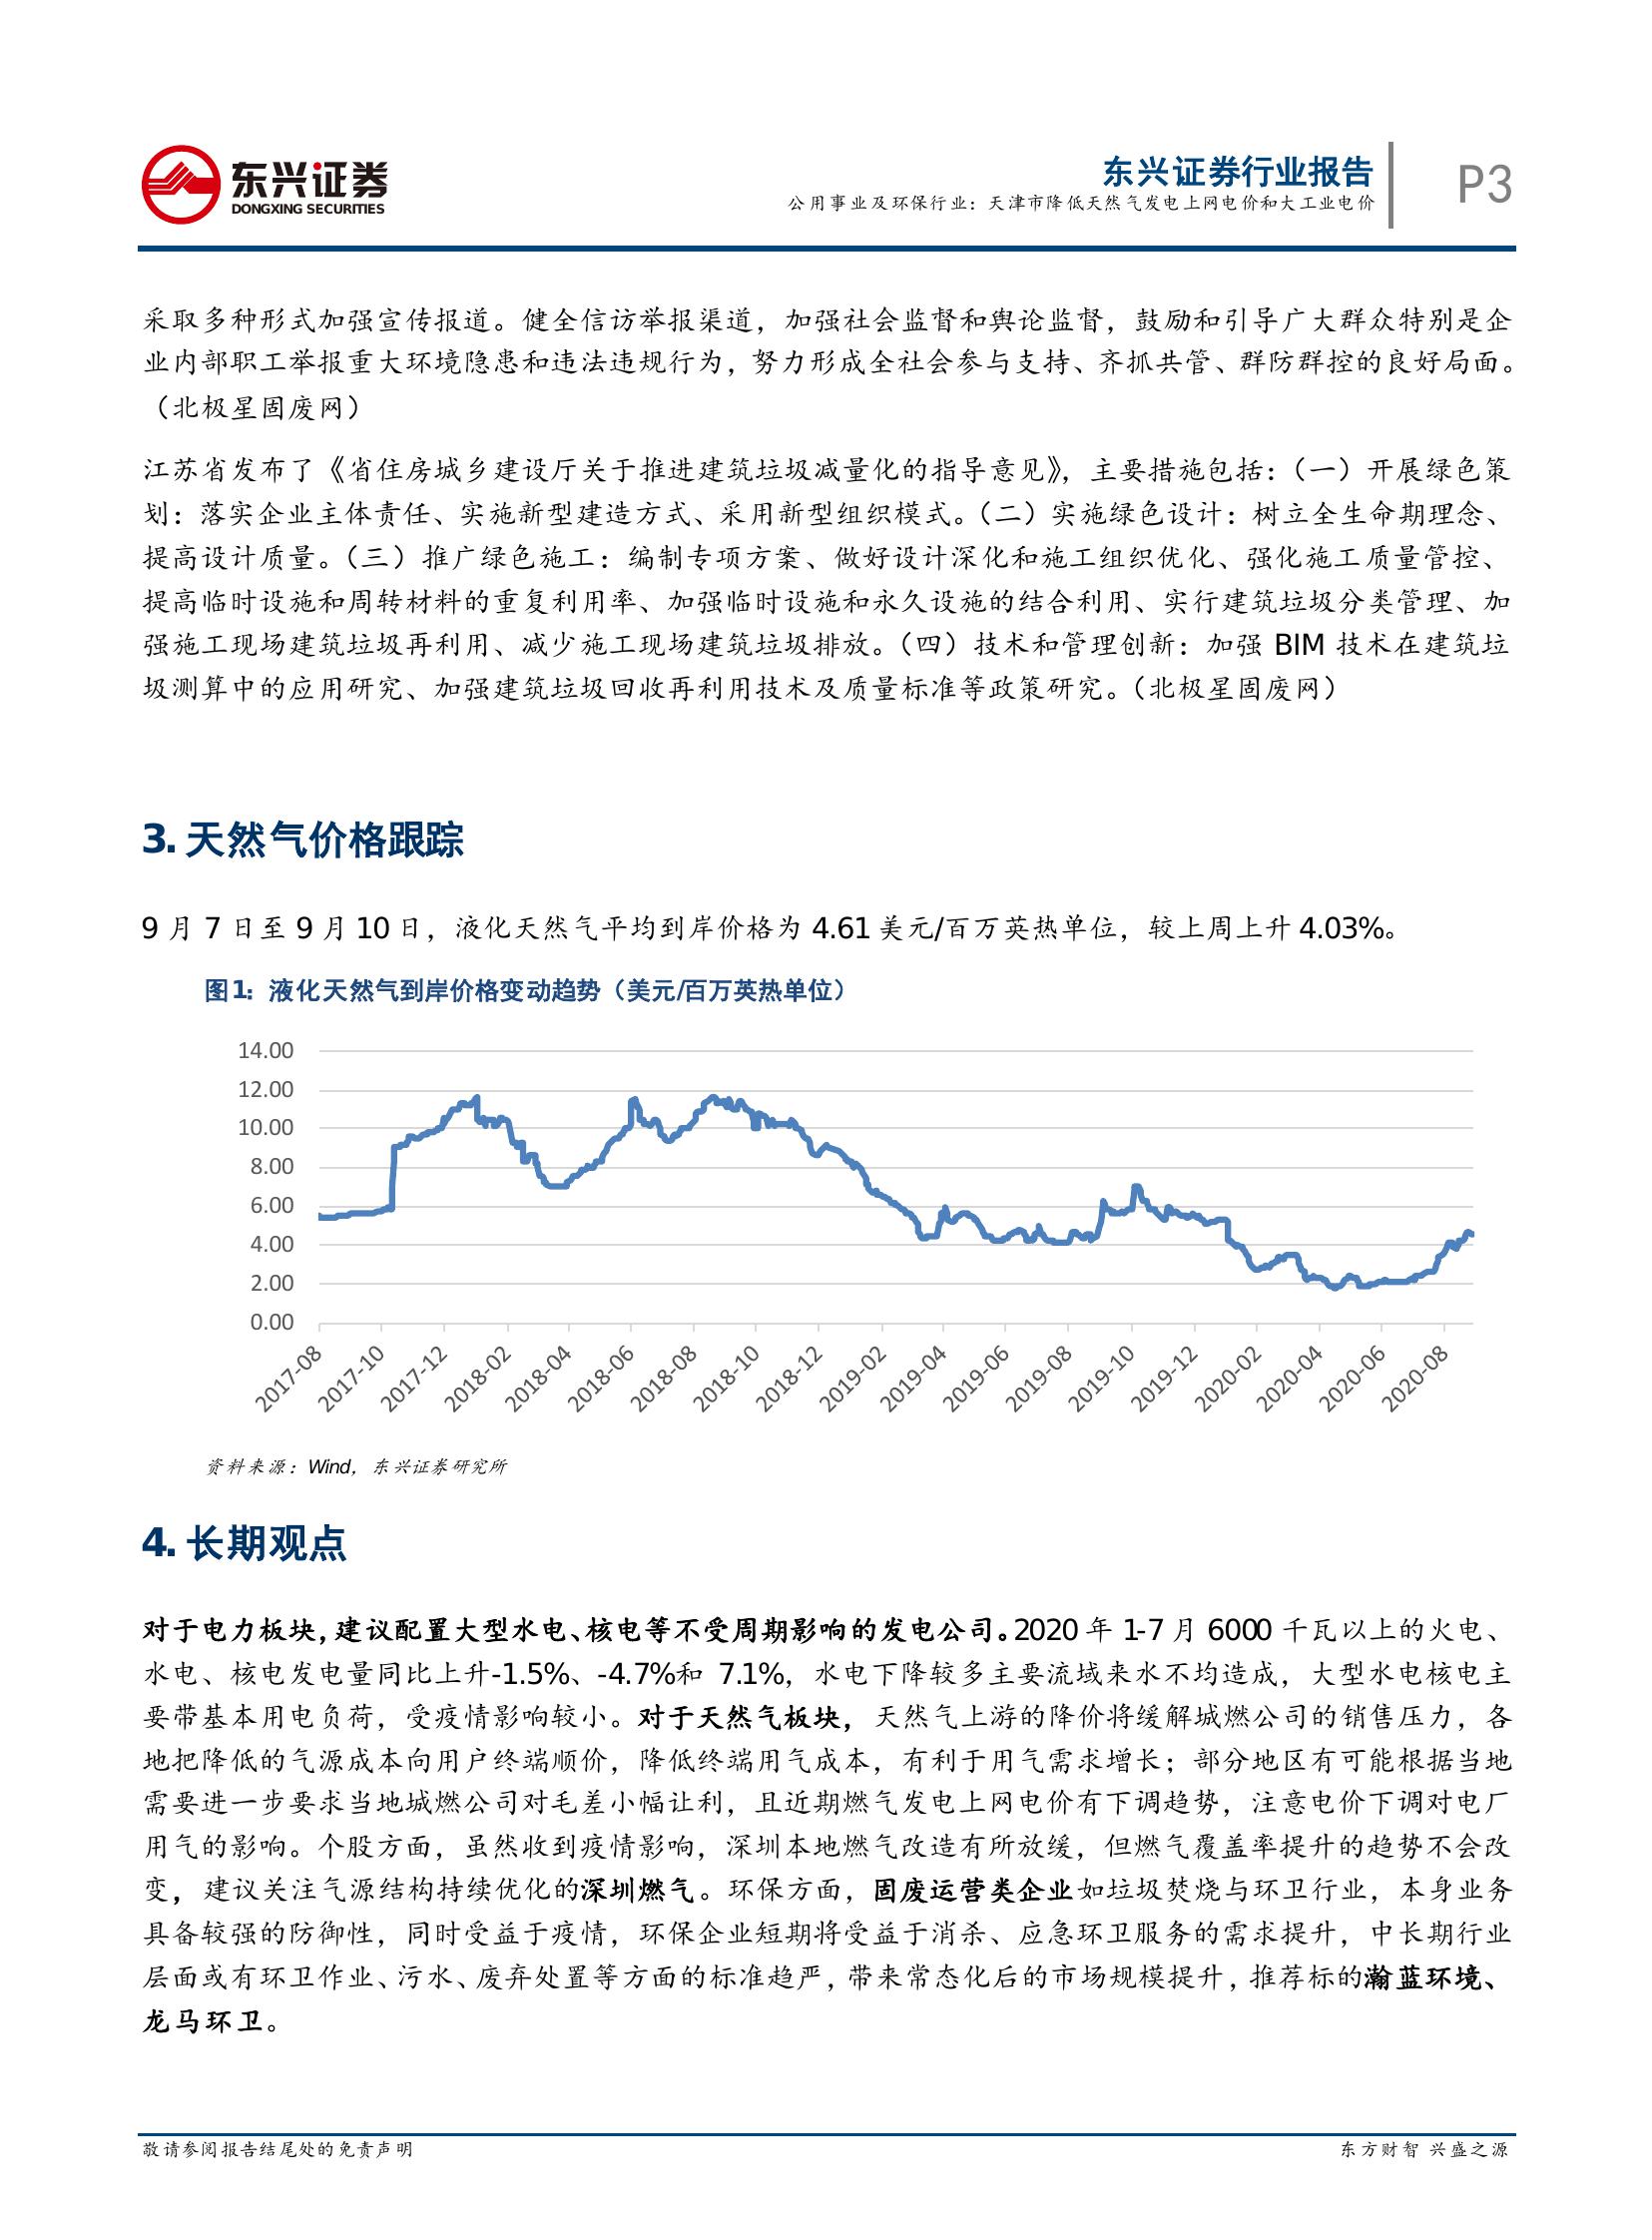 东兴证券
DONGXING SECURITIES
东兴证券行业报告
公用事业及环保行业：天津市降低天然气发电上网电价和大工业电价
P3
采取多种形式加强宣传报道。健全信访举报渠道，加强社会监督和舆论监督，鼓励和引导广大群众特别是企
业内部职工举报重大环境隐患和违法违规行为，努力形成全社会参与支持、齐抓共管、群防群控的良好局面。
（北极星固废网）
江苏省发布了《省住房城乡建设厅关于推进建筑垃圾减量化的指导意见》，主要措施包括：（一）开展绿色策
划：落实企业主体责任、实施新型建造方式、采用新型组织模式。（二）实施绿色设计：树立全生命期理念、
提高设计质量。（三）推广绿色施工：编制专项方案、做好设计深化和施工组织优化、强化施工质量管控、
提高临时设施和周转材料的重复利用率、加强临时设施和永久设施的结合利用、实行建筑垃圾分类管理、加
强施工现场建筑垃圾再利用、减少施工现场建筑垃圾排放。（四）技术和管理创新：加强 BIM 技术在建筑垃
圾测算中的应用研究、加强建筑垃圾回收再利用技术及质量标准等政策研究。（北极星固废网）
3. 天然气价格跟踪
9 月 7 日至 9 月 10 日，液化天然气平均到岸价格为 4.61 美元/百万英热单位，较上周上升 4.03%。
图1：液化天然气到岸价格变动趋势（美元/百万英热单位）
14.00
12.00
10.00
8.00
6.00
4.00
2.00
0.00
2017-08
2017-10
2017-12
2018-02
2018-04
2018-06
2018-08
2018-10
2018-12
2019-02
2019-04
2019-06
2019-08
2019-10
2019-12
2020-02
2020-04
2020-06
2020-08
资料来源：Wind，东兴证券研究所
4. 长期观点
对于电力板块，建议配置大型水电、核电等不受周期影响的发电公司。2020 年 1-7 月 6000 千瓦以上的火电、
水电、核电发电量同比上升-1.5%、-4.7%和 7.1%，水电下降较多主要流域来水不均造成，大型水电核电主
要带基本用电负荷，受疫情影响较小。对于天然气板块，天然气上游的降价将缓解城燃公司的销售压力，各
地把降低的气源成本向用户终端顺价，降低终端用气成本，有利于用气需求增长；部分地区有可能根据当地
需要进一步要求当地城燃公司对毛差小幅让利，且近期燃气发电上网电价有下调趋势，注意电价下调对电厂
用气的影响。个股方面，虽然收到疫情影响，深圳本地燃气改造有所放缓，但燃气覆盖率提升的趋势不会改
变，建议关注气源结构持续优化的深圳燃气。环保方面，固废运营类企业如垃圾焚烧与环卫行业，本身业务
具备较强的防御性，同时受益于疫情，环保企业短期将受益于消杀、应急环卫服务的需求提升，中长期行业
层面或有环卫作业、污水、废弃处置等方面的标准趋严，带来常态化后的市场规模提升，推荐标的瀚蓝环境、
龙马环卫。
敬请参阅报告结尾处的免责声明
东方财智 兴盛之源